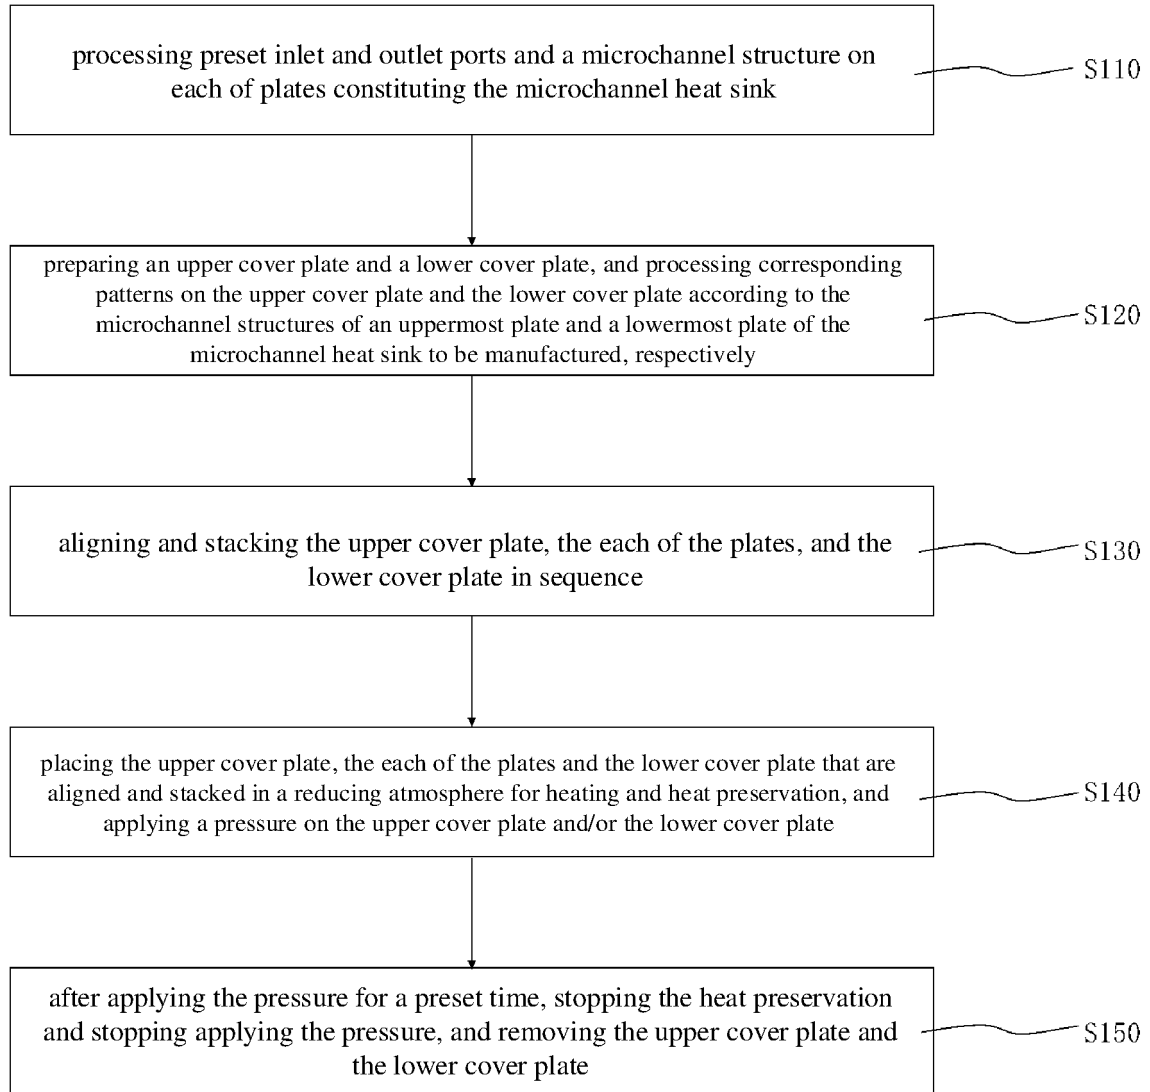 processing preset inlet and outlet ports and a microchannel structure on
each of plates constituting the microchannel heat sink
S110
preparing an upper cover plate and a lower cover plate, and processing corresponding
patterns on the upper cover plate and the lower cover plate according to the
microchannel structures of an uppermost plate and a lowermost plate of the
microchannel heat sink to be manufactured, respectively
S120
aligning and stacking the upper cover plate, the each of the plates, and the
lower cover plate in sequence
S130
placing the upper cover plate, the each of the plates and the lower cover plate that are
aligned and stacked in a reducing atmosphere for heating and heat preservation, and
applying a pressure on the upper cover plate and/or the lower cover plate
S140
after applying the pressure for a preset time, stopping the heat preservation
and stopping applying the pressure, and removing the upper cover plate and
the lower cover plate
S150